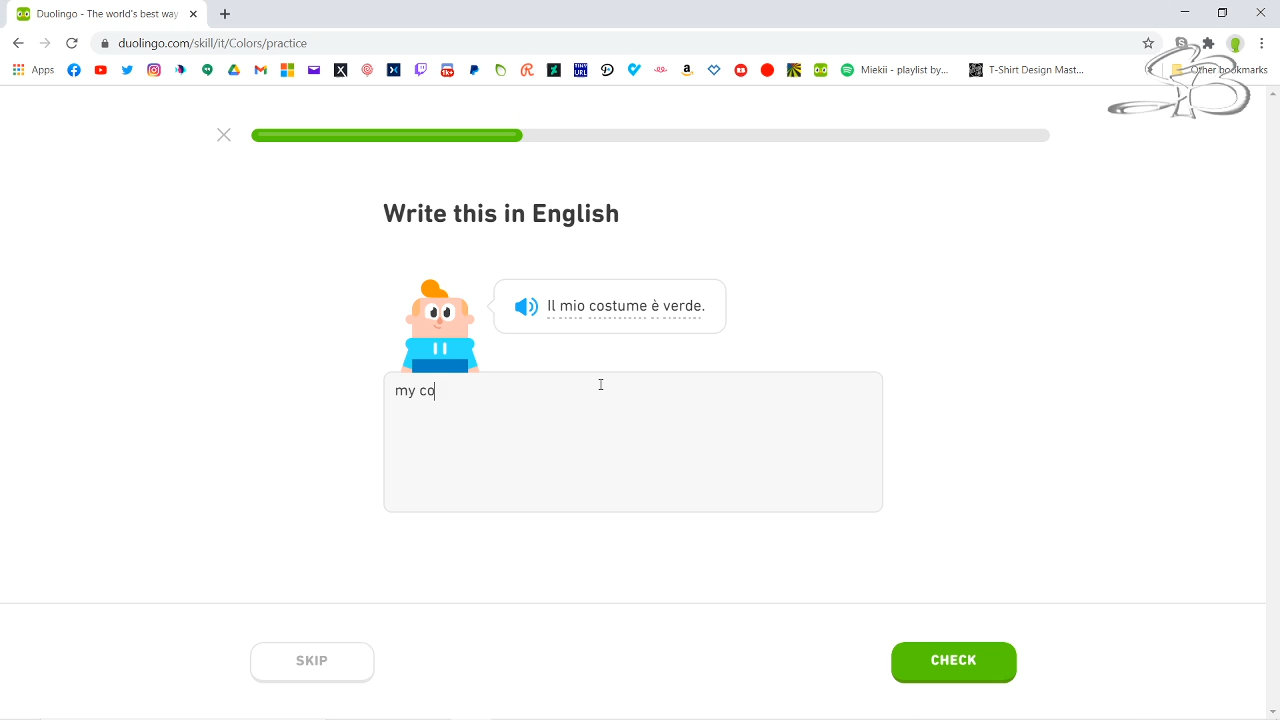 Duolingo - The world's best way
duolingo.com/skill/it/Colors/practice
Apps
Miekii - playlist by...
T-Shirt Design Mast...
Other bookmarks
Write this in English
Il mio costume è verde.
my co
SKIP
CHECK